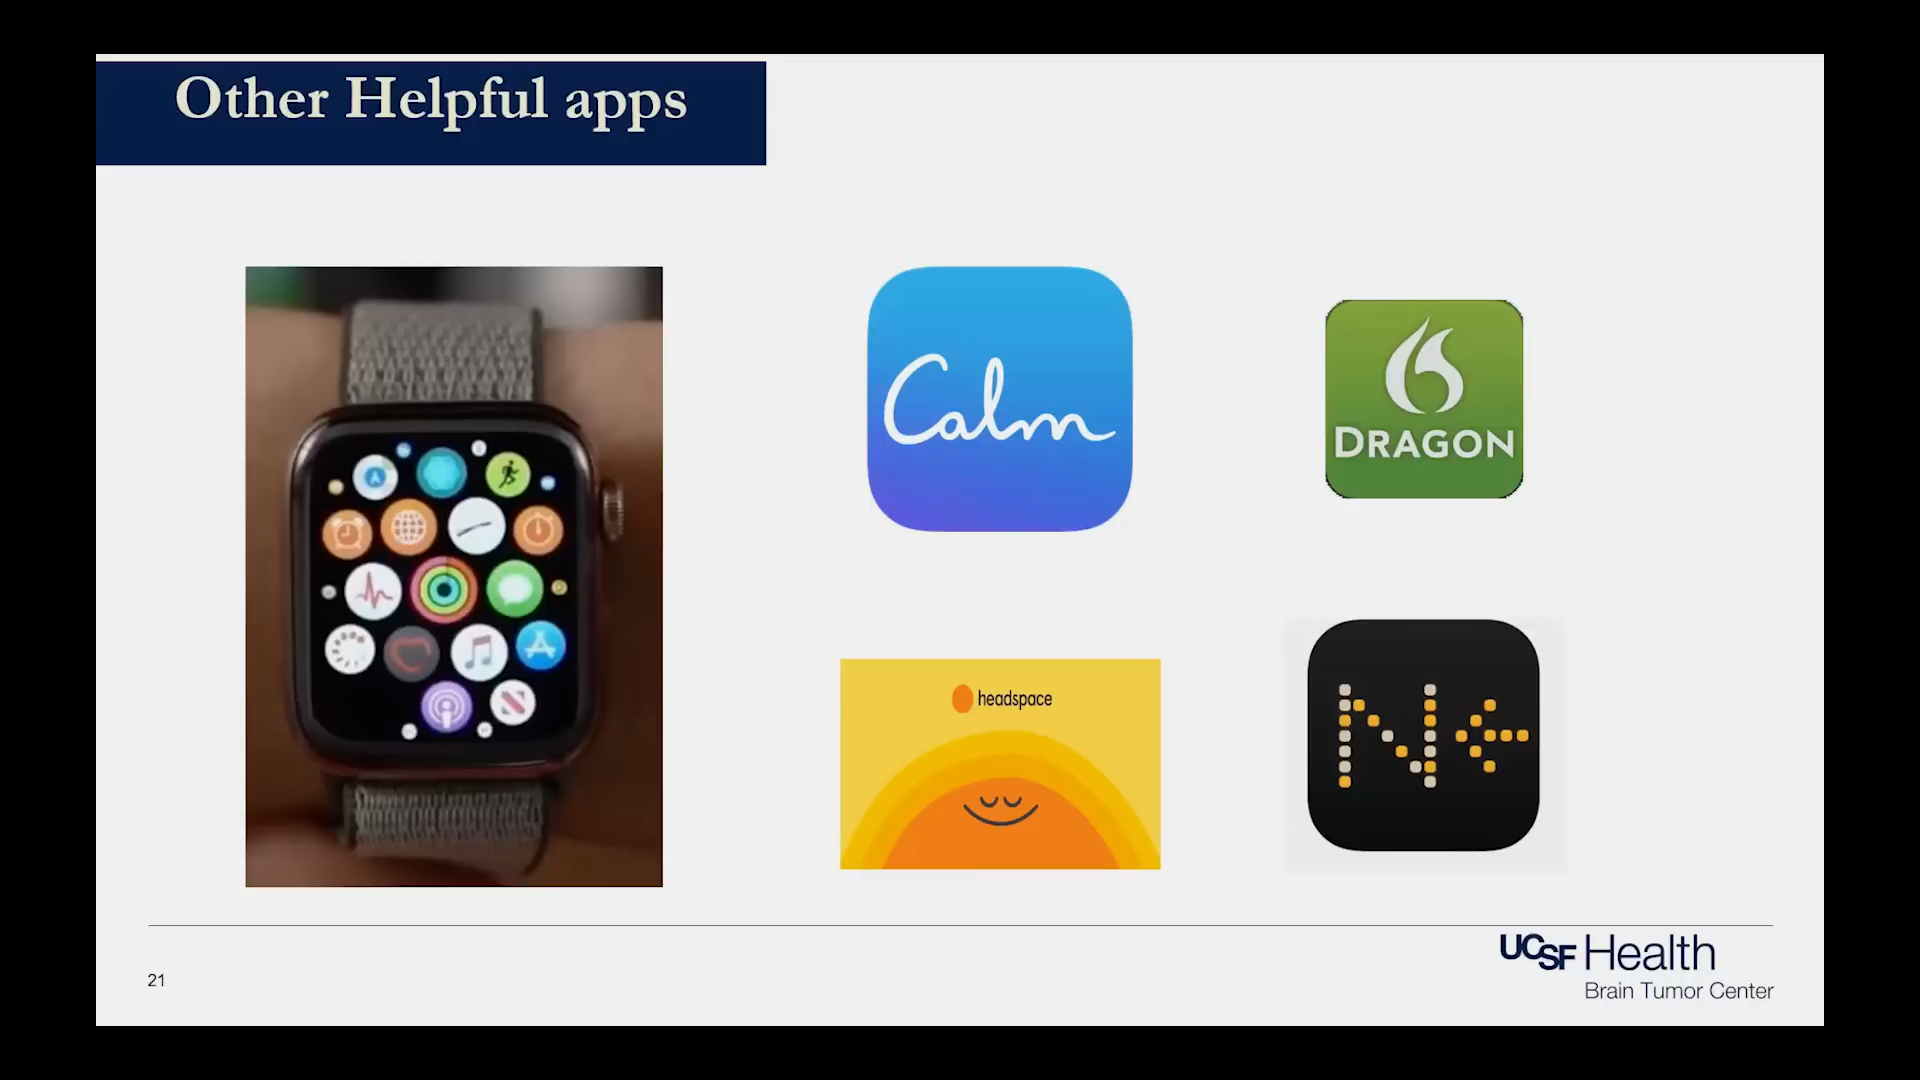 Other Helpful apps
Calm
DRAGON
headspace
N
21
UCSF Health
Brain Tumor Center